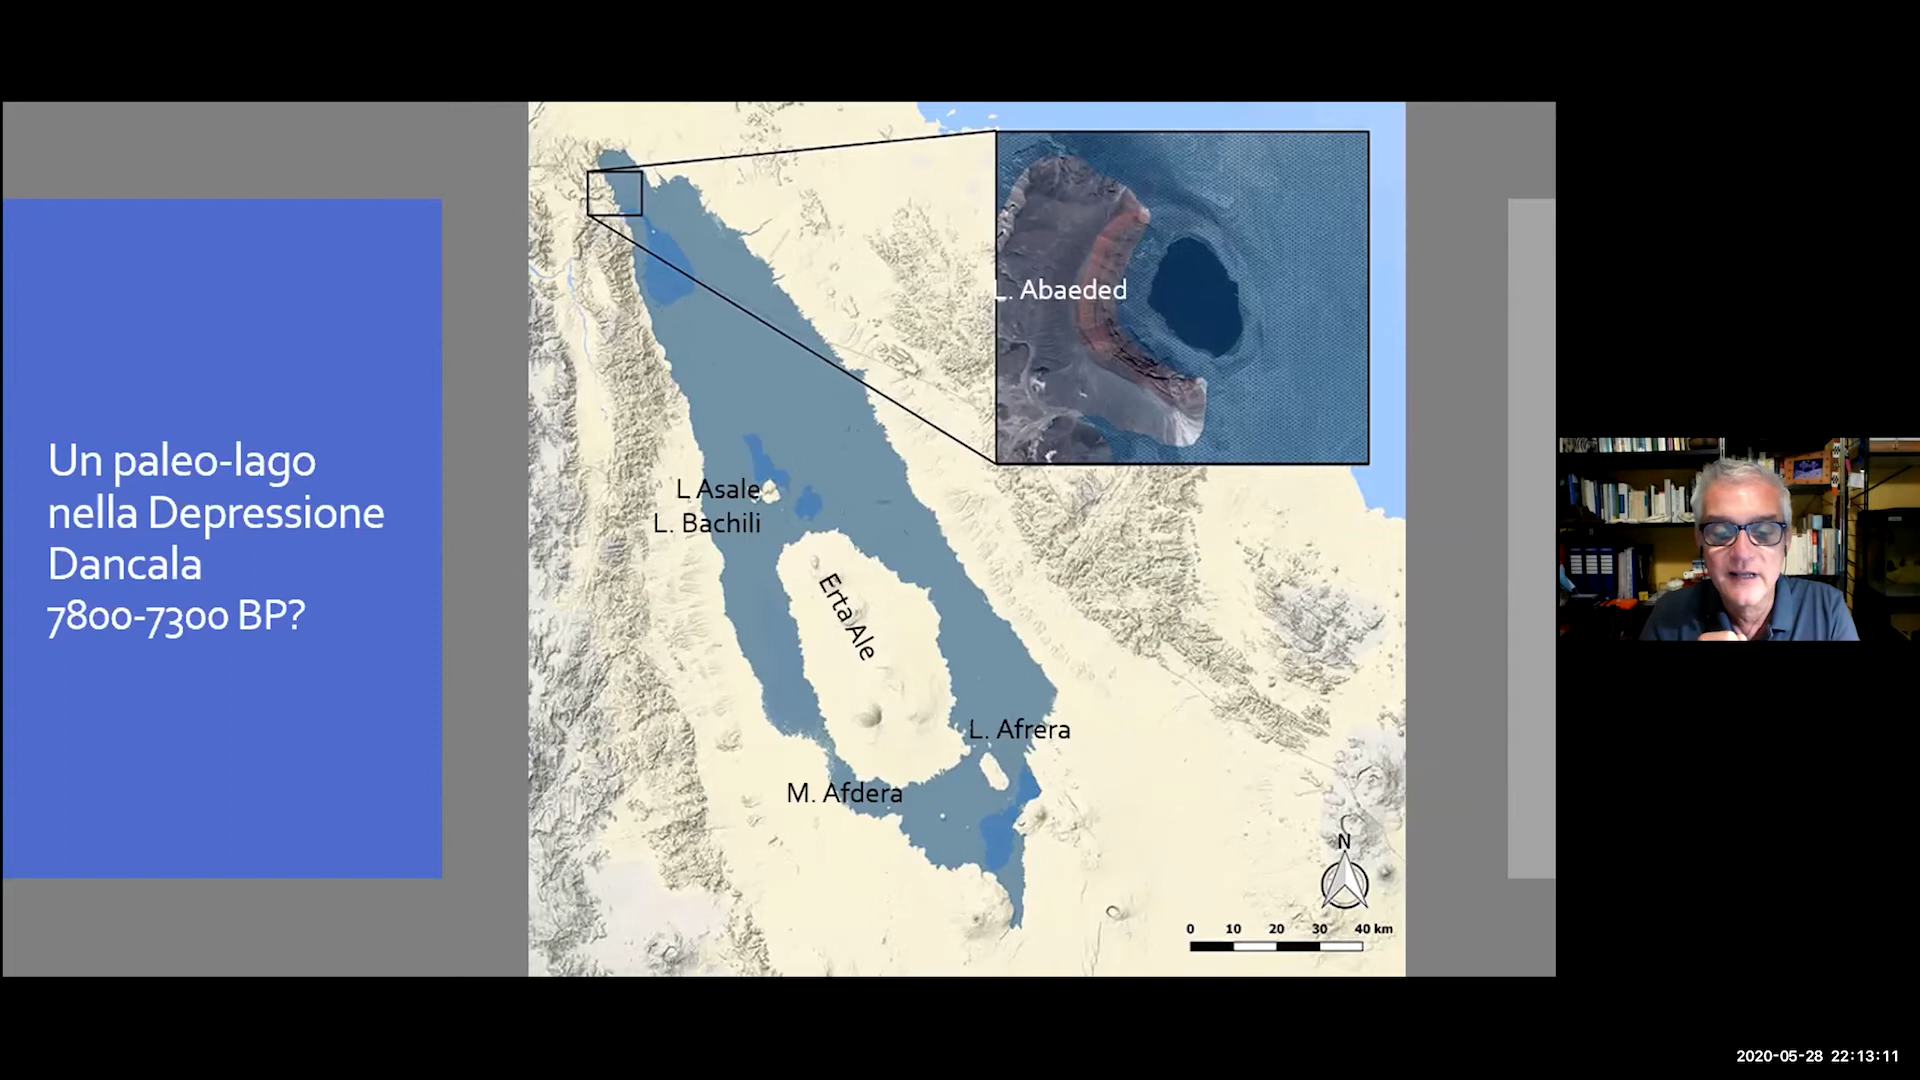 Un paleo-lago
nella Depressione
Dancala
7800-7300 BP?
L. Abaeded
L Asale
L. Bachili
Erta Ale
L. Afrera
M. Afdera
N
0 10 20 30 40 km
2020-05-28 22:13:11